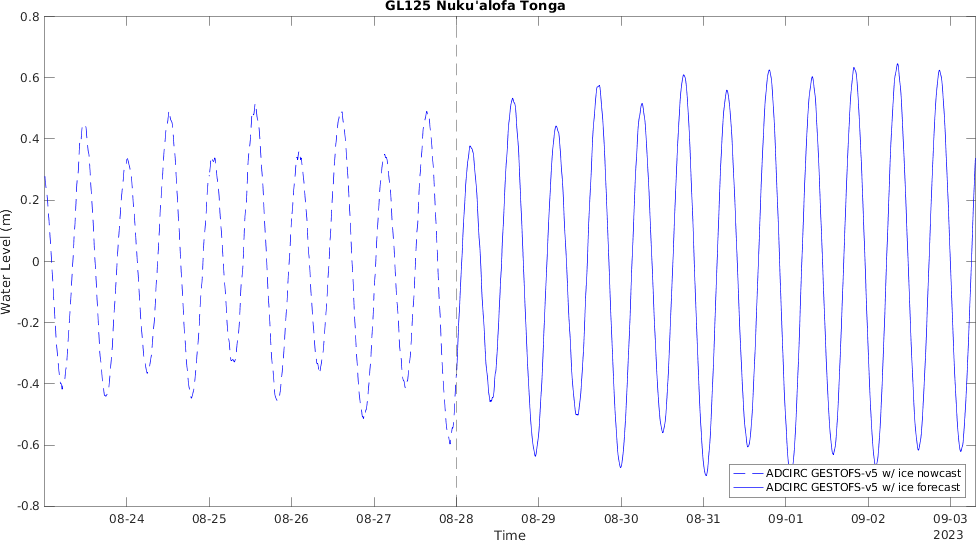 GL125 Nuku'alofa Tonga
Water Level (m)
0.8
0.6
0.4
0.2
0
-0.2
-0.4
-0.6
-0.8
ADCIRC GESTOFS-v5 w/ ice nowcast
ADCIRC GESTOFS-v5 w/ ice forecast
08-24 08-25 08-26 08-27 08-28 08-29 08-30 08-31 09-01 09-02 09-03
2023
Time